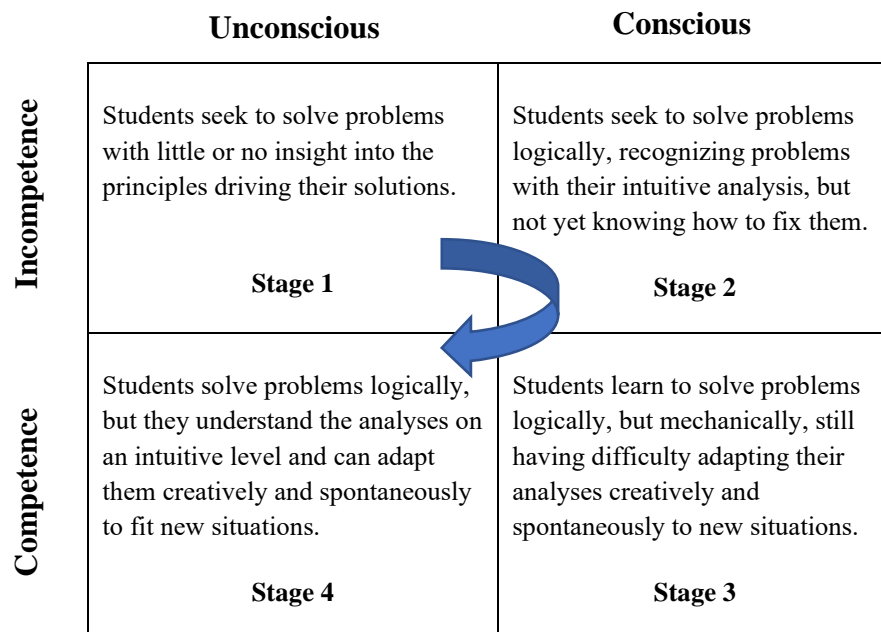 Unconscious
Conscious
Incompetence
Students seek to solve problems
with little or no insight into the
principles driving their solutions.
Stage 1
Students seek to solve problems
logically, recognizing problems
with their intuitive analysis, but
not yet knowing how to fix them.
Stage 2
Competence
Students solve problems logically,
but they understand the analyses on
an intuitive level and can adapt
them creatively and spontaneously
to fit new situations.
Stage 4
Students learn to solve problems
logically, but mechanically, still
having difficulty adapting their
analyses creatively and
spontaneously to new situations.
Stage 3